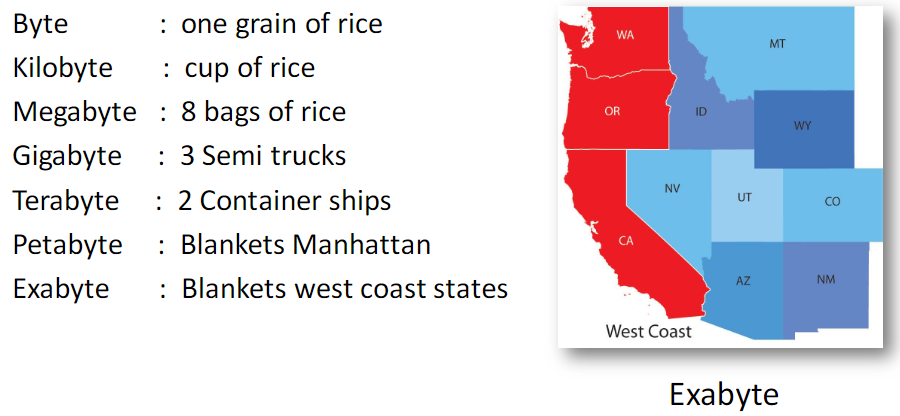 Byte : one grain of rice
Kilobyte : cup of rice
Megabyte : 8 bags of rice
Gigabyte : 3 Semi trucks
Terabyte : 2 Container ships
Petabyte : Blankets Manhattan
Exabyte : Blankets west coast states
WA
MT
OR
ID
WY
NV
UT
CO
CA
AZ
NM
West Coast
Exabyte